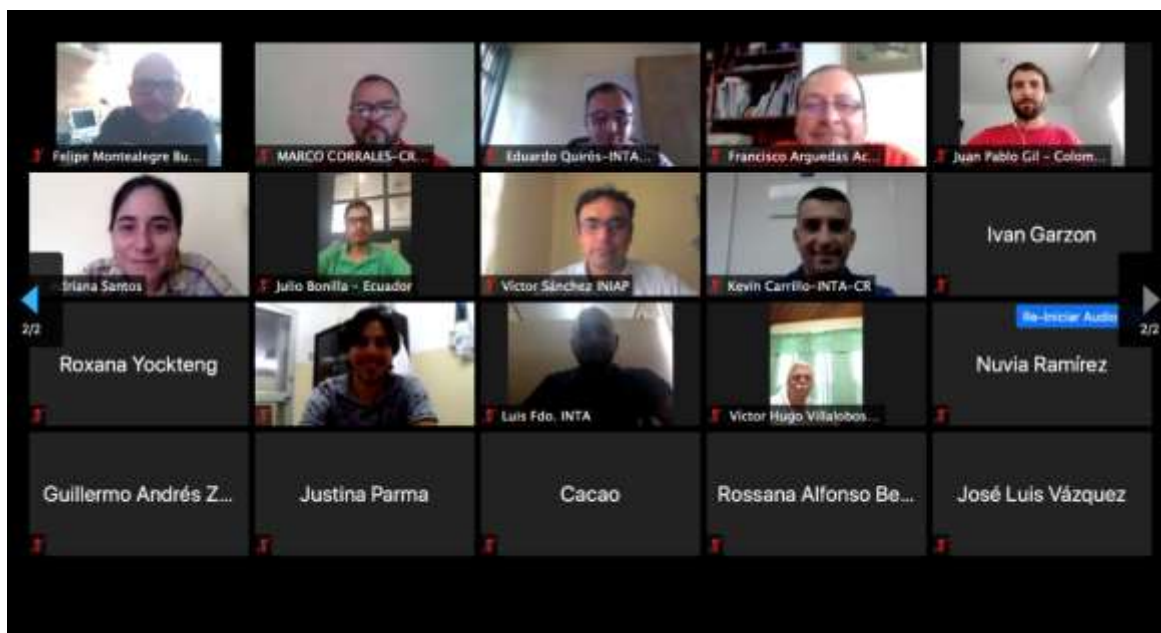 Felipe Montealegre Bu...
MARCO CORRALES-CR...
Eduardo Quirós-INTA...
Francisco Arguedas Ac...
Juan Pablo Gil - Colom...
driana Santos
Julio Bonilla - Ecuador
Víctor Sánchez INIAP
Kevin Carrillo-INTA-CR
Ivan Garzon
2/2
Re-Iniciar Audio
2/2
Roxana Yockteng
Luis Fdo. INTA
Victor Hugo Villalobos...
Nuvia Ramírez
Guillermo Andrés Z...
Justina Parma
Cacao
Rossana Alfonso Be...
José Luis Vázquez